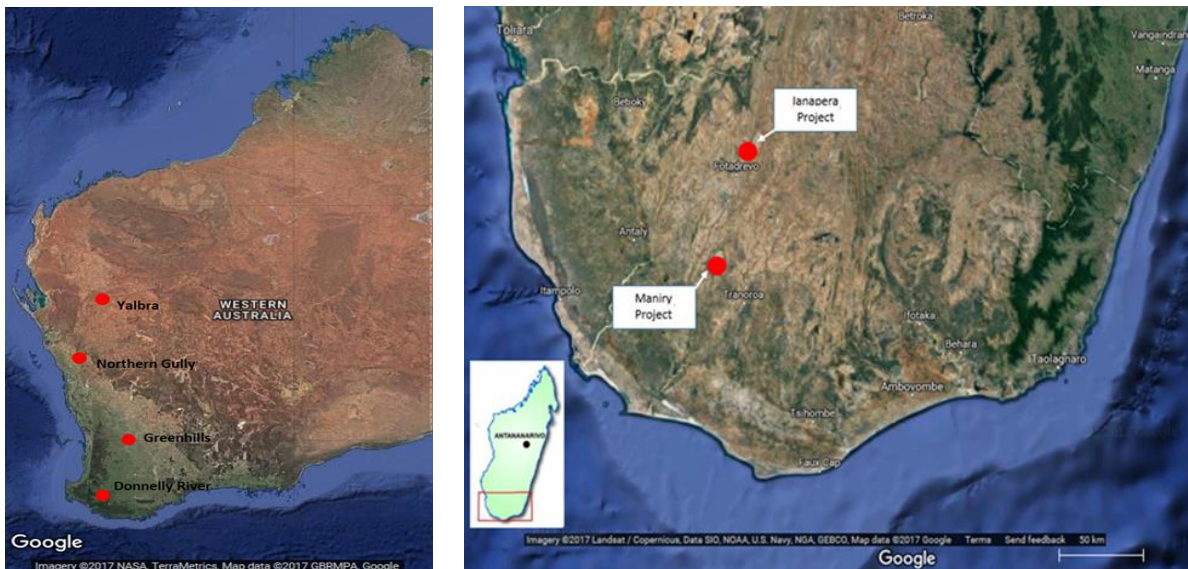 Yalbra
WESTERN
AUSTRALIA
Northern Gully
Greenhills
Donnelly River
Google
Imagery ©2017 NASA, TerraMetrics, Map data ©2017 GBRMPA, Google
Toliara
Betroka
Vangaindran
Matanga
Betioky
Ianapera
Project
Fotadrevo
Antaly
Itampolo
Maniry
Project
Tranoroa
Ifotaka
Behara
Taolagnaro
Ambovombe
Tsihombe
Faux Cap
ANTANANARIVO
Imagery ©2017 Landsat / Copernicus, Data SIO, NOAA, U.S. Navy, NGA, GEBCO, Map data ©2017 Google Terms Send feedback 50 km
Google